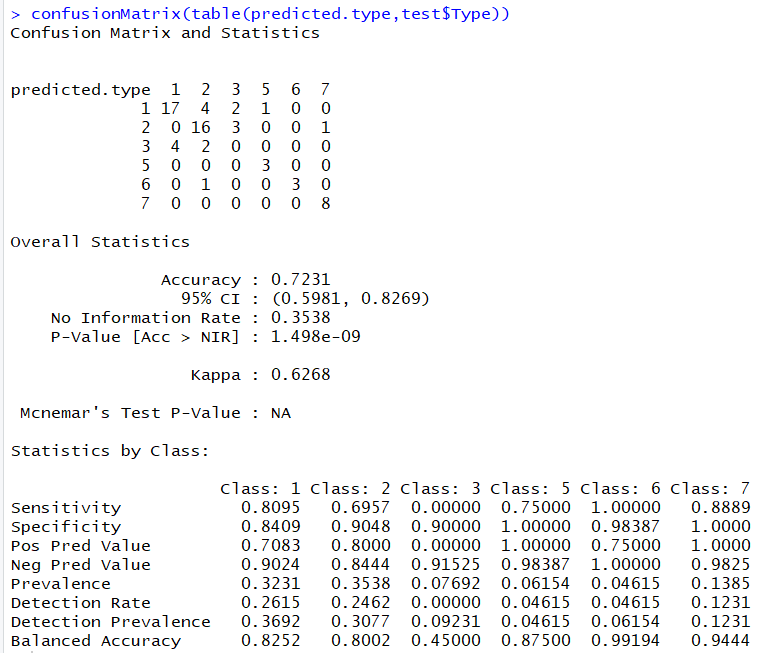 > confusionMatrix(table(predicted.type,test$Type))
Confusion Matrix and Statistics
predicted.type 1 2 3 5 6 7
1 17 4 2 1 0 0
2 0 16 3 0 0 1
3 4 2 0 0 0 0
5 0 0 0 3 0 0
6 0 1 0 0 3 0
7 0 0 0 0 0 8
Overall Statistics
Accuracy : 0.7231
95% CI : (0.5981, 0.8269)
No Information Rate : 0.3538
P-Value [Acc > NIR] : 1.498e-09
Kappa : 0.6268
Mcnemar's Test P-Value : NA
Statistics by Class:
Class: 1 Class: 2 Class: 3 Class: 5 Class: 6 Class: 7
Sensitivity 0.8095 0.6957 0.00000 0.75000 1.00000 0.8889
Specificity 0.8409 0.9048 0.90000 1.00000 0.98387 1.0000
Pos Pred Value 0.7083 0.8000 0.00000 1.00000 0.75000 1.0000
Neg Pred Value 0.9024 0.8444 0.91525 0.98387 1.00000 0.9825
Prevalence 0.3231 0.3538 0.07692 0.06154 0.04615 0.1385
Detection Rate 0.2615 0.2462 0.00000 0.04615 0.04615 0.1231
Detection Prevalence 0.3692 0.3077 0.09231 0.04615 0.06154 0.1231
Balanced Accuracy 0.8252 0.8002 0.45000 0.87500 0.99194 0.9444